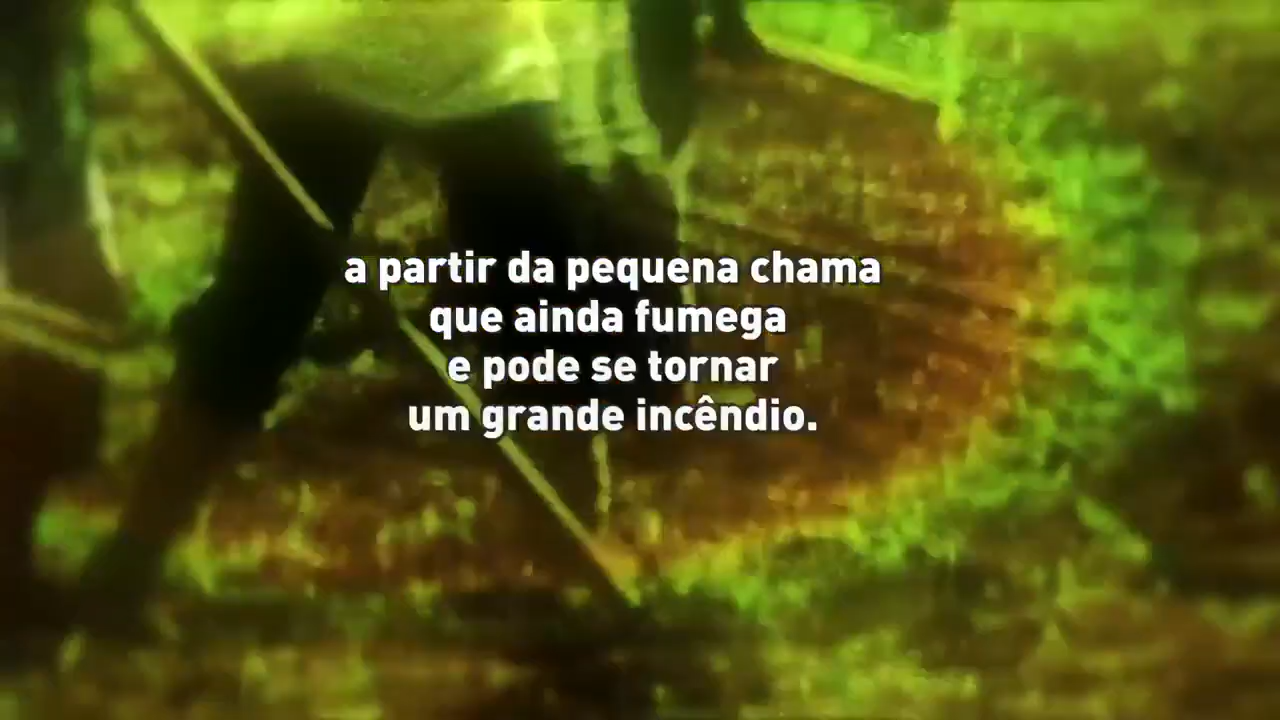 a partir da pequena chama
que ainda fumega
e pode se tornar
um grande incêndio.